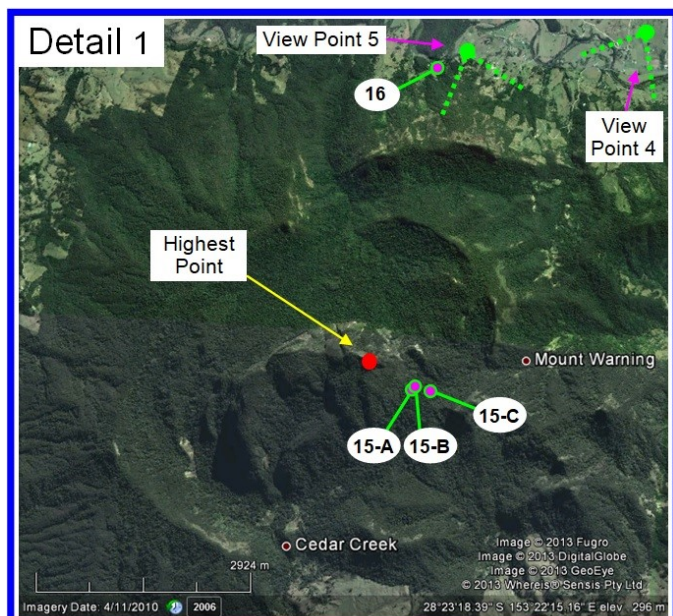 Detail 1
View Point 5
16
View
Point 4
Highest
Point
Mount Warning
15-A
15-B
15-C
Cedar Creek
2924 m
Image © 2013 Fugro
Image © 2013 DigitalGlobe
Image © 2013 GeoEye
© 2013 Whereis® Sensis Pty Ltd
Imagery Date: 4/11/2010
2006
28°23'18.39" S 153°22'15.16" E elev 296 m